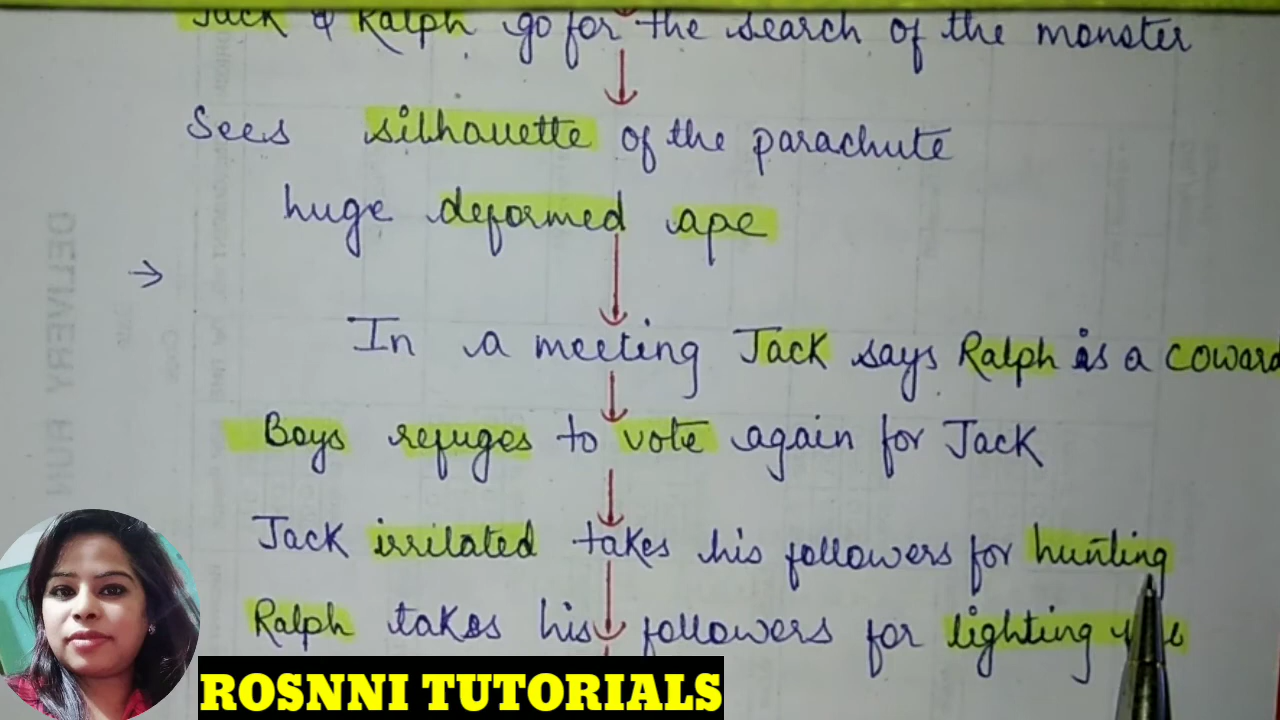 Jack & Ralph go for the search of the monster
Sees silhouette of the parachute
huge deformed ape
→
In a meeting Jack says Ralph is a coward
Boys refuges to vote again for Jack
Jack irrilated takes his followers for hunting
Ralph takes his followers for lighting
ROSNNI TUTORIALS